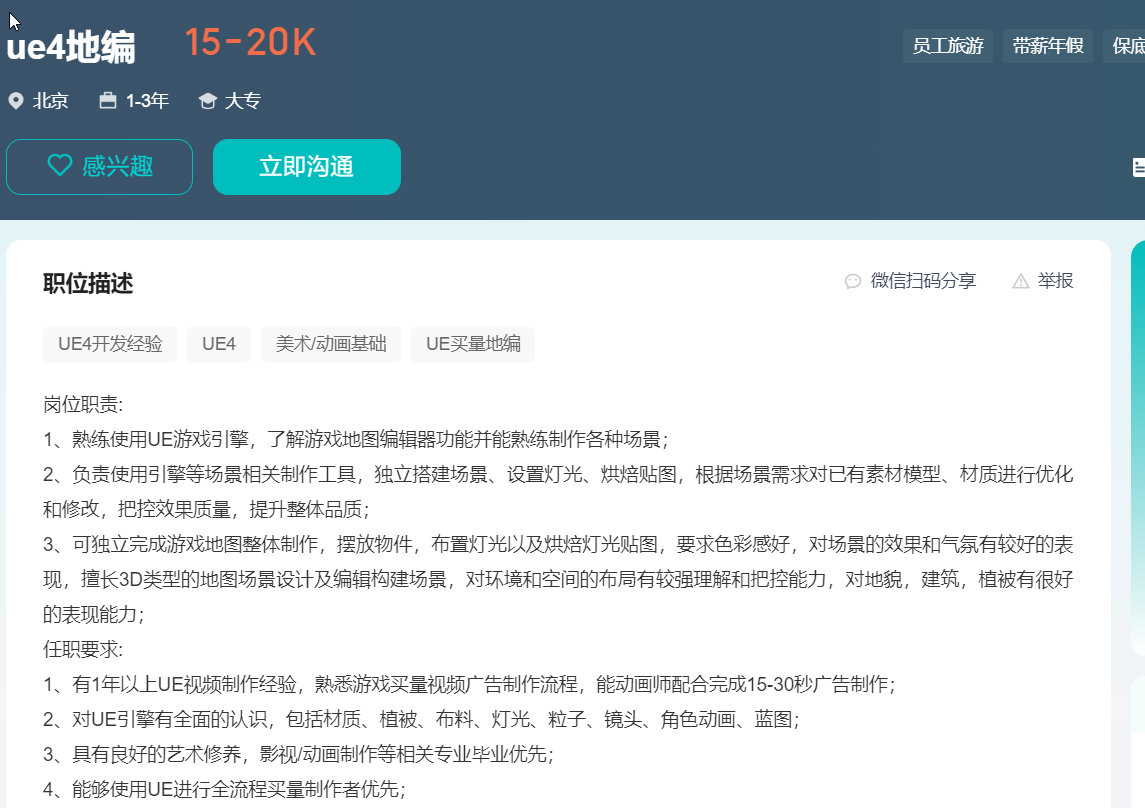 ue4地编 15-20K
员工旅游 带薪年假 保底
北京 1-3年 大专
感兴趣 立即沟通
职位描述
微信扫码分享 举报
UE4开发经验 UE4 美术/动画基础 UE买量地编
岗位职责:
1、熟练使用UE游戏引擎，了解游戏地图编辑器功能并能熟练制作各种场景；
2、负责使用引擎等场景相关制作工具，独立搭建场景、设置灯光、烘焙贴图，根据场景需求对已有素材模型、材质进行优化
和修改，把控效果质量，提升整体品质；
3、可独立完成游戏地图整体制作，摆放物件，布置灯光以及烘焙灯光贴图，要求色彩感好，对场景的效果和气氛有较好的表
现，擅长3D类型的地图场景设计及编辑构建场景，对环境和空间的布局有较强理解和把控能力，对地貌，建筑，植被有很好
的表现能力；
任职要求:
1、有1年以上UE视频制作经验，熟悉游戏买量视频广告制作流程，能动画师配合完成15-30秒广告制作；
2、对UE引擎有全面的认识，包括材质、植被、布料、灯光、粒子、镜头、角色动画、蓝图；
3、具有良好的艺术修养，影视/动画制作等相关专业毕业优先；
4、能够使用UE进行全流程买量制作者优先；